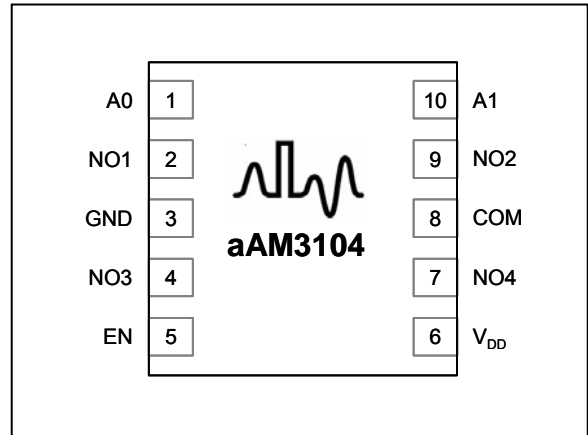 A0 1 10 A1
NO1 2 9 NO2
GND 3 8 COM
aAM3104
NO3 4 7 NO4
EN 5 6 VDD